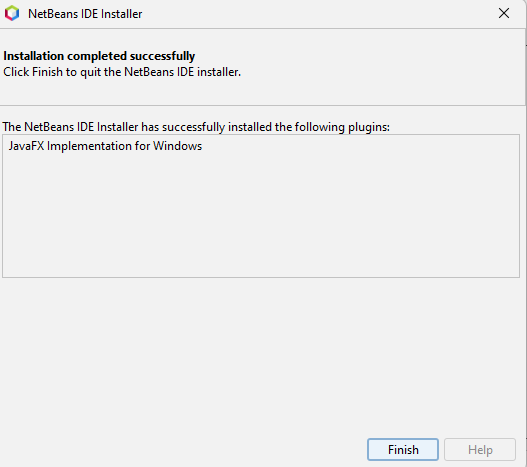 NetBeans IDE Installer
Installation completed successfully
Click Finish to quit the NetBeans IDE installer.
The NetBeans IDE Installer has successfully installed the following plugins:
JavaFX Implementation for Windows
Finish
Help